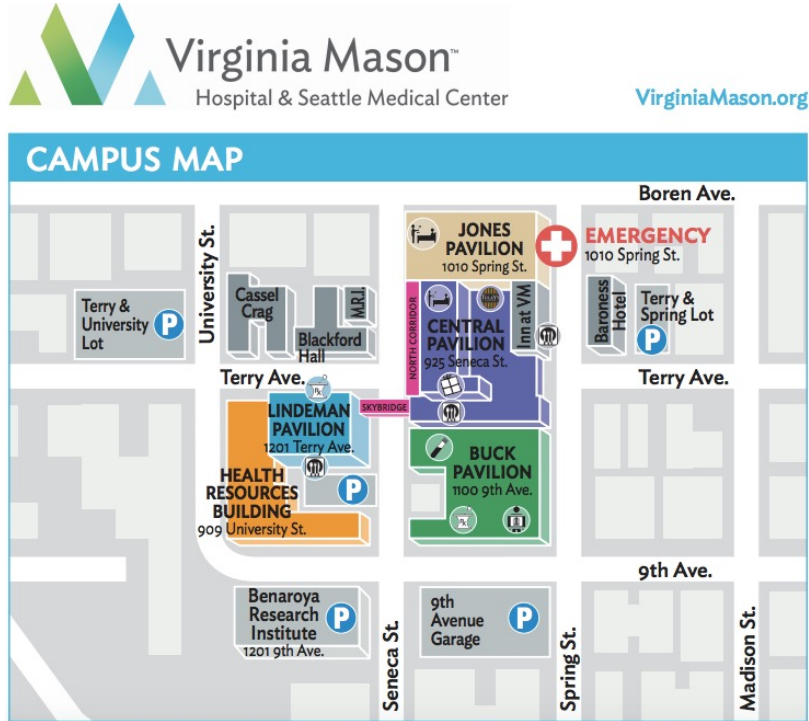 Virginia Mason™
Hospital & Seattle Medical Center
VirginiaMason.org
CAMPUS MAP
Boren Ave.
University St.
JONES
PAVILION
1010 Spring St.
EMERGENCY
1010 Spring St.
Terry &
University
Lot
P
Cassel
Crag
M.R.I.
Blackford
Hall
NORTH CORRIDOR
CENTRAL
PAVILION
925 Seneca St.
Inn at VM
Baroness
Hotel
Terry &
Spring Lot
P
Terry Ave.
Terry Ave.
SKYBRIDGE
LINDEMAN
PAVILION
1201 Terry Ave.
HEALTH
RESOURCES
BUILDING
909 University St.
P
BUCK
PAVILION
1100 9th Ave.
9th Ave.
Benaroya
Research
Institute
1201 9th Ave.
P
Seneca St.
9th
Avenue
Garage
P
Spring St.
Madison St.